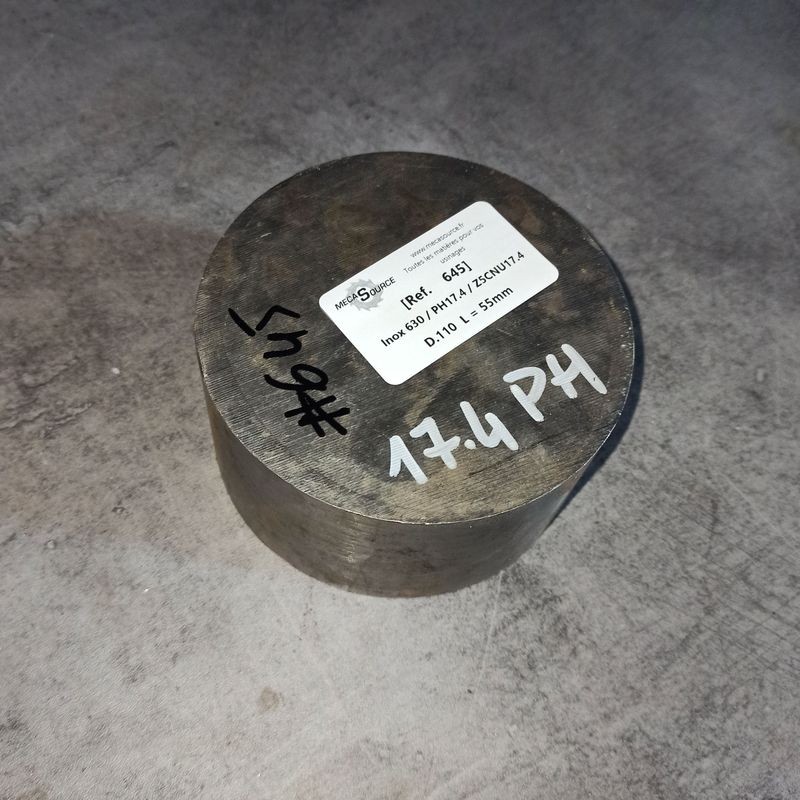 MECASOURCE
www.mecasource.fr
Toutes les matières pour vos
usinages
[Ref. 645]
Inox 630 / PH17.4 / Z5CNU17.4
D.110 L = 55mm
#645
17.4 PH